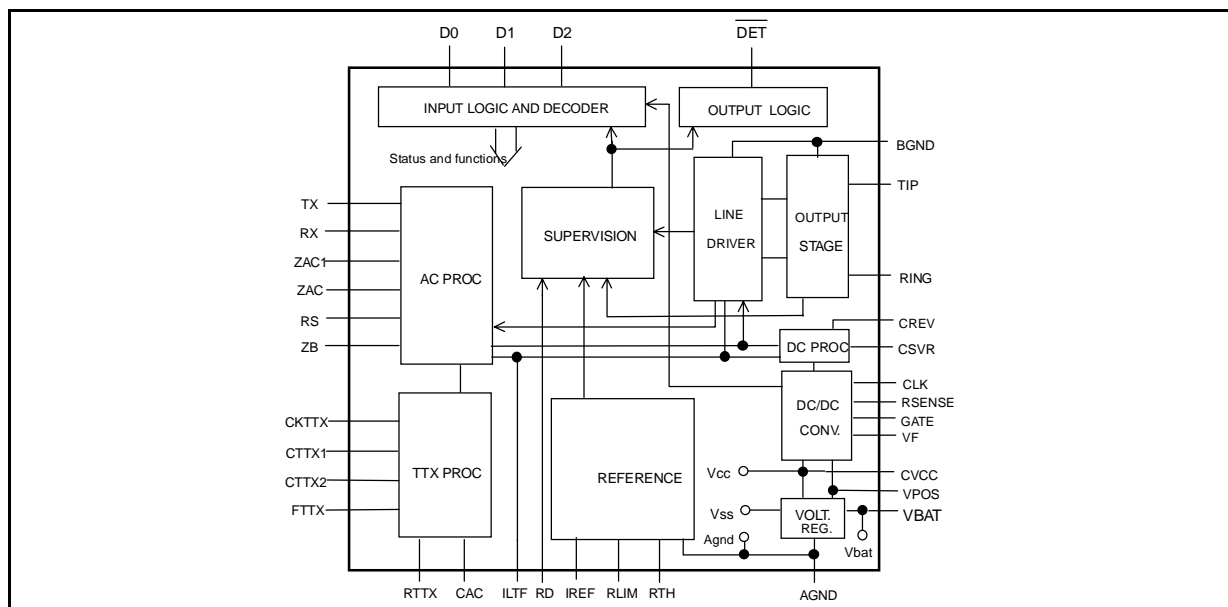 D0 D1 D2 DET
INPUT LOGIC AND DECODER
OUTPUT LOGIC
Status and functions
BGND
TIP
RING
CREV
CSVR
CLK
RSENSE
GATE
VF
CVCC
VPOS
VBAT
TX
RX
ZAC1
ZAC
RS
ZB
CKTTX
CTTX1
CTTX2
FTTX
AC PROC
SUPERVISION
LINE
DRIVER
OUTPUT
STAGE
DC PROC
DC/DC
CONV.
TTX PROC
REFERENCE
Vcc
Vss
Agnd
VOLT.
REG.
Vbat
RTTX CAC ILTF RD IREF RLIM RTH AGND